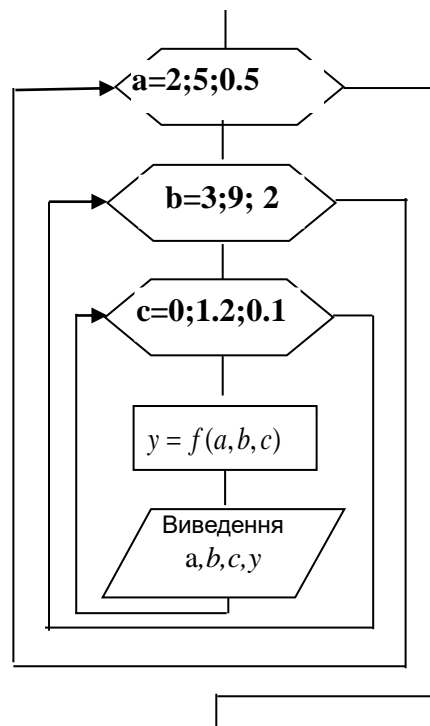 a=2;5;0.5
b=3;9; 2
c=0;1.2;0.1
y = f(a,b,c)
Виведення
a,b,c,y